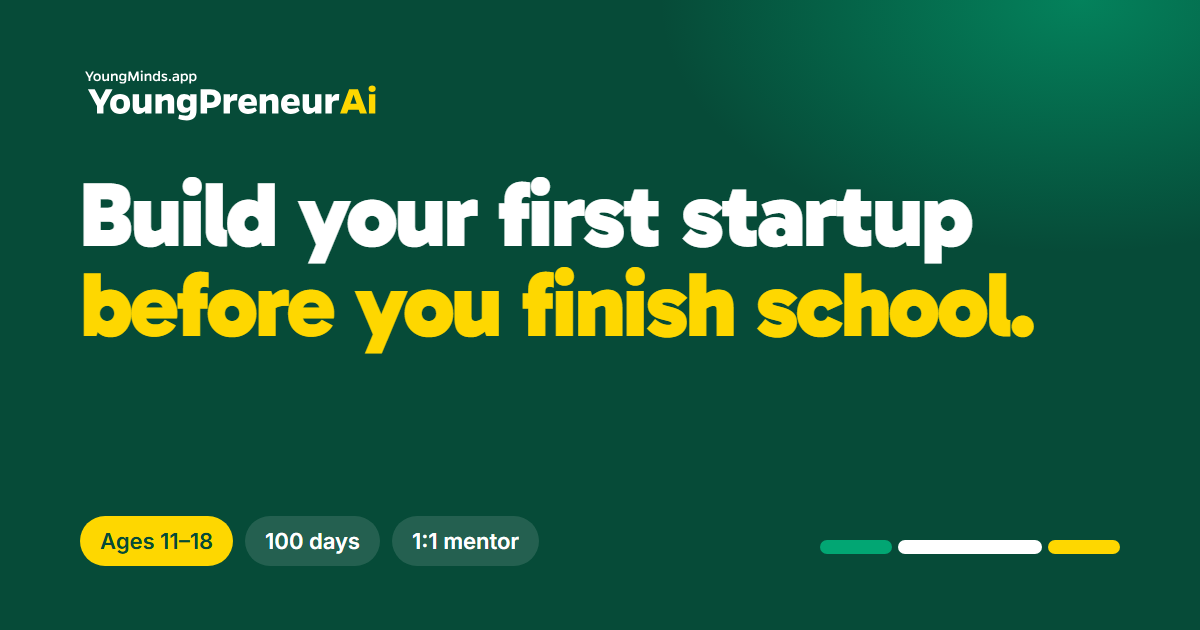 YoungMinds.app
YoungPreneurAi
Build your first startup
before you finish school.
Ages 11–18
100 days
1:1 mentor